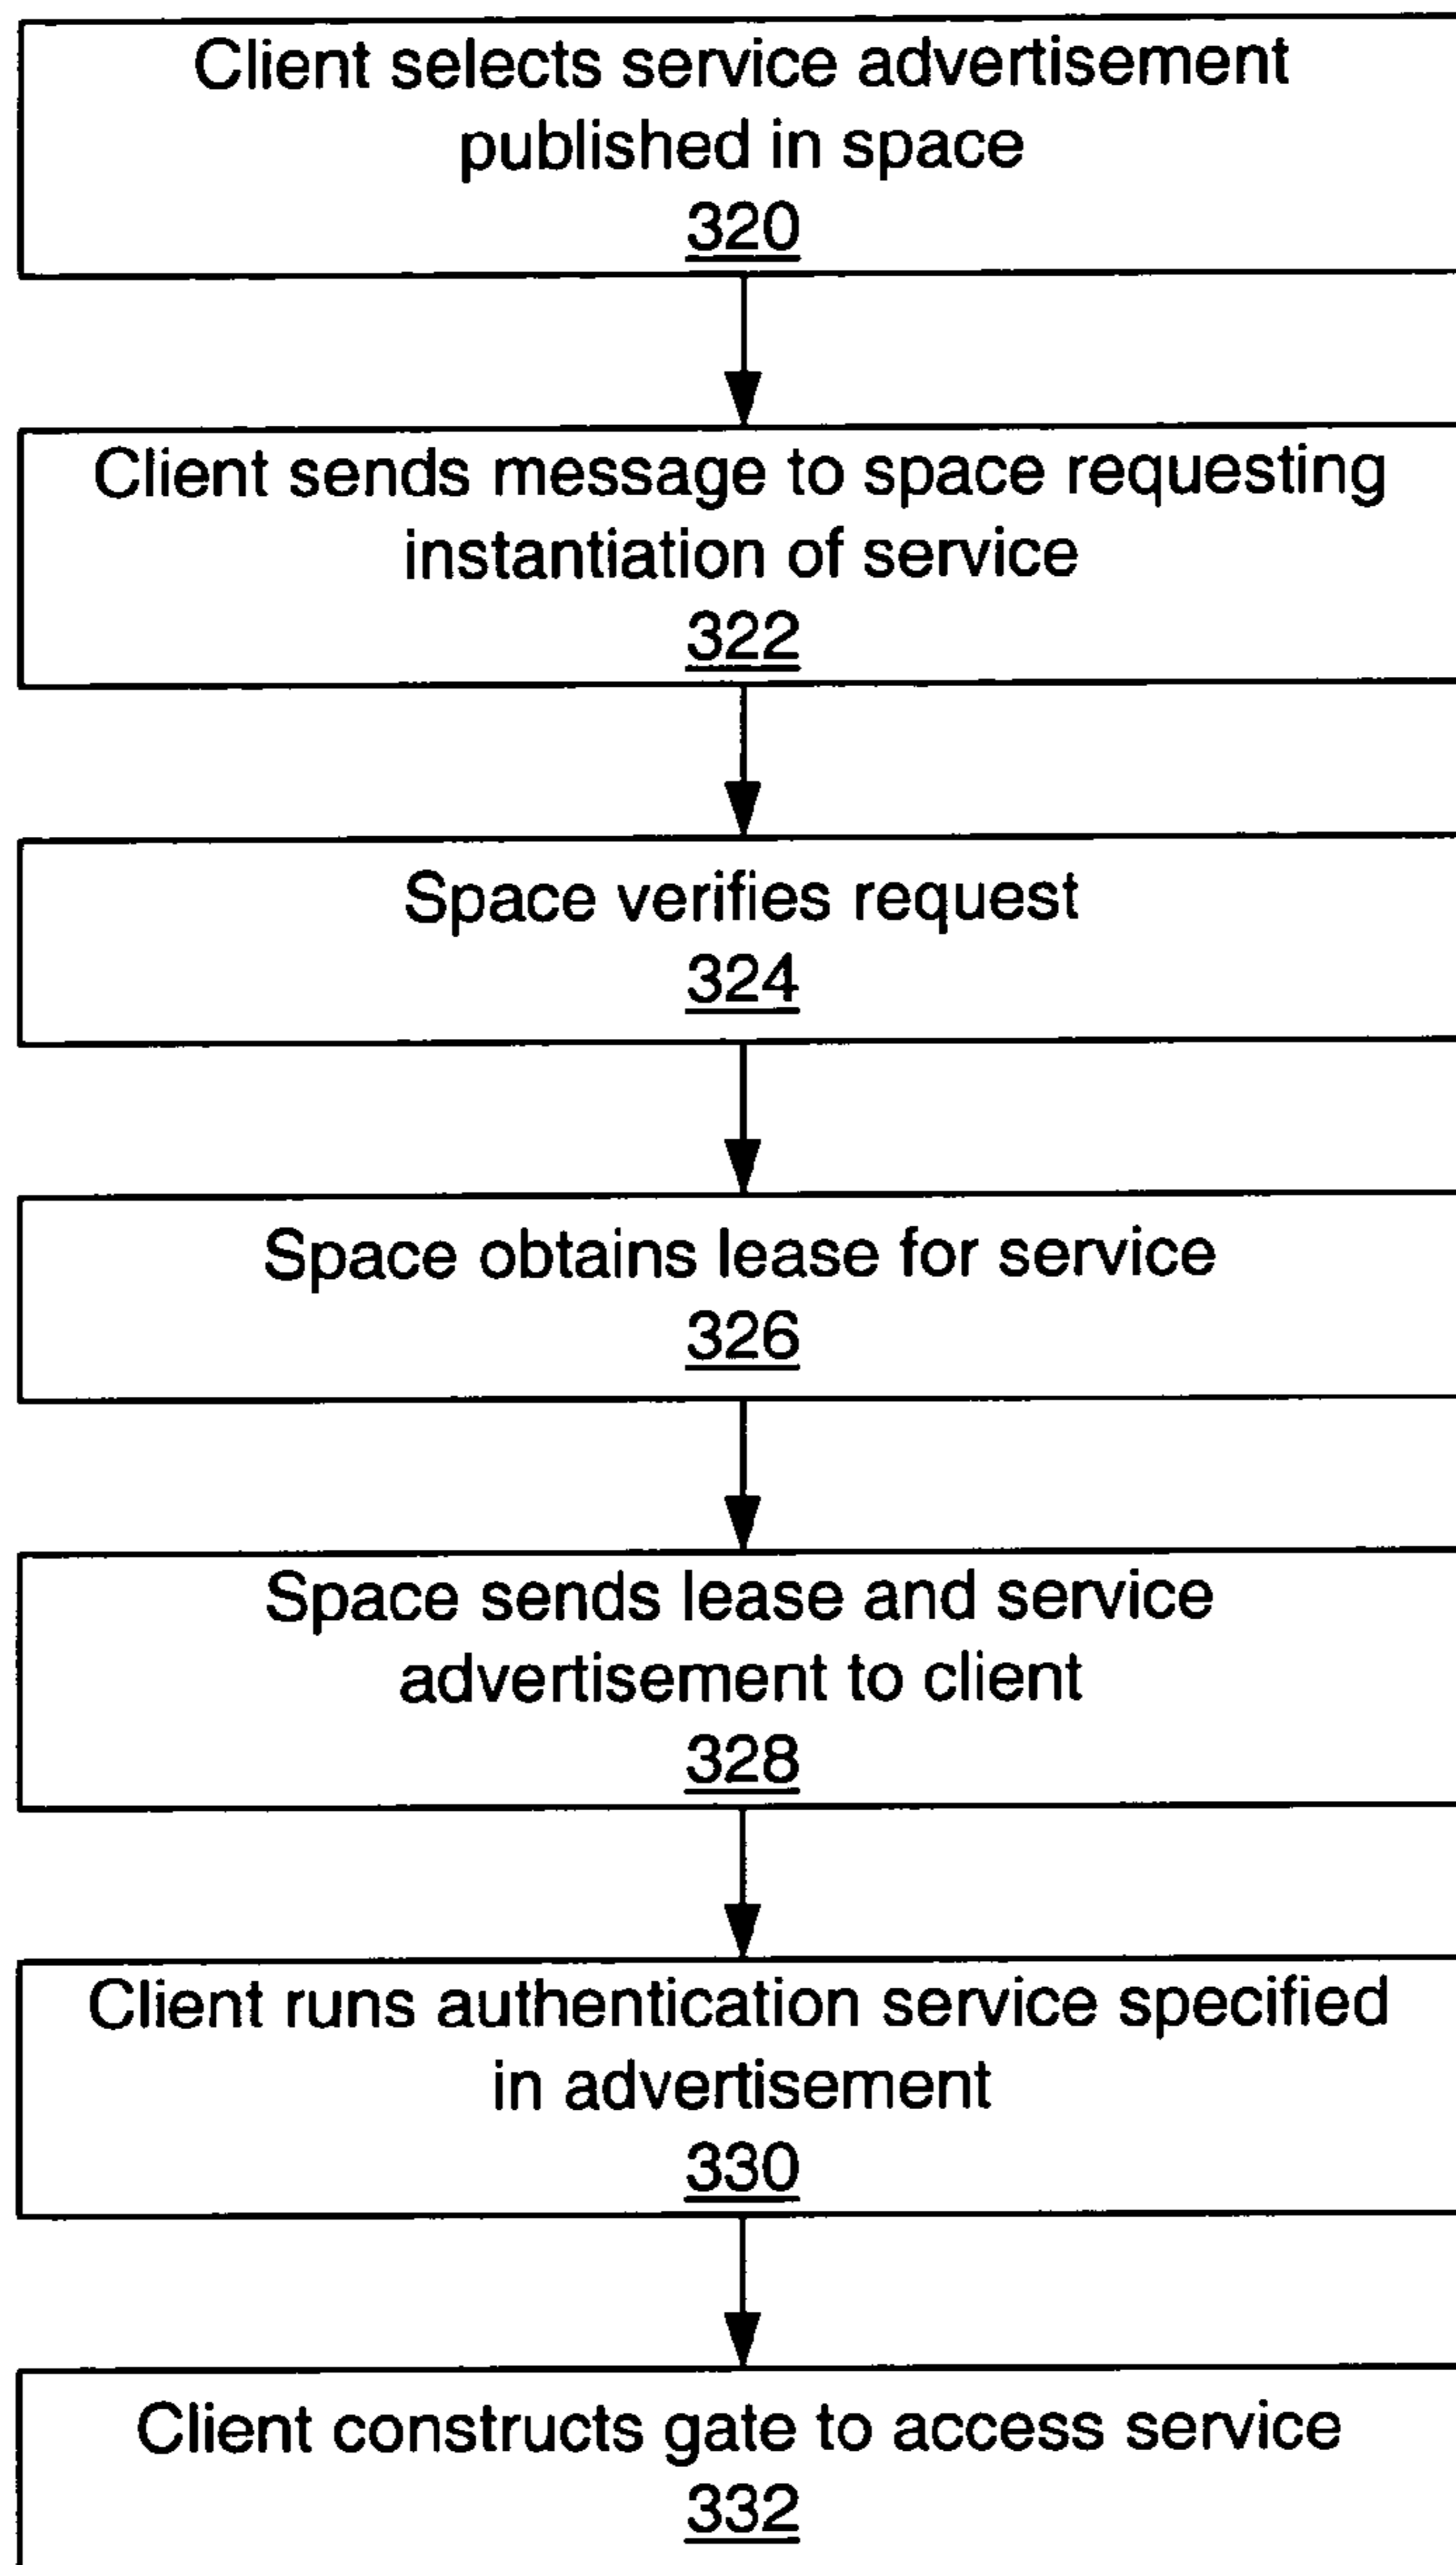 Client selects service advertisement
published in space
320
Client sends message to space requesting
instantiation of service
322
Space verifies request
324
Space obtains lease for service
326
Space sends lease and service
advertisement to client
328
Client runs authentication service specified
in advertisement
330
Client constructs gate to access service
332